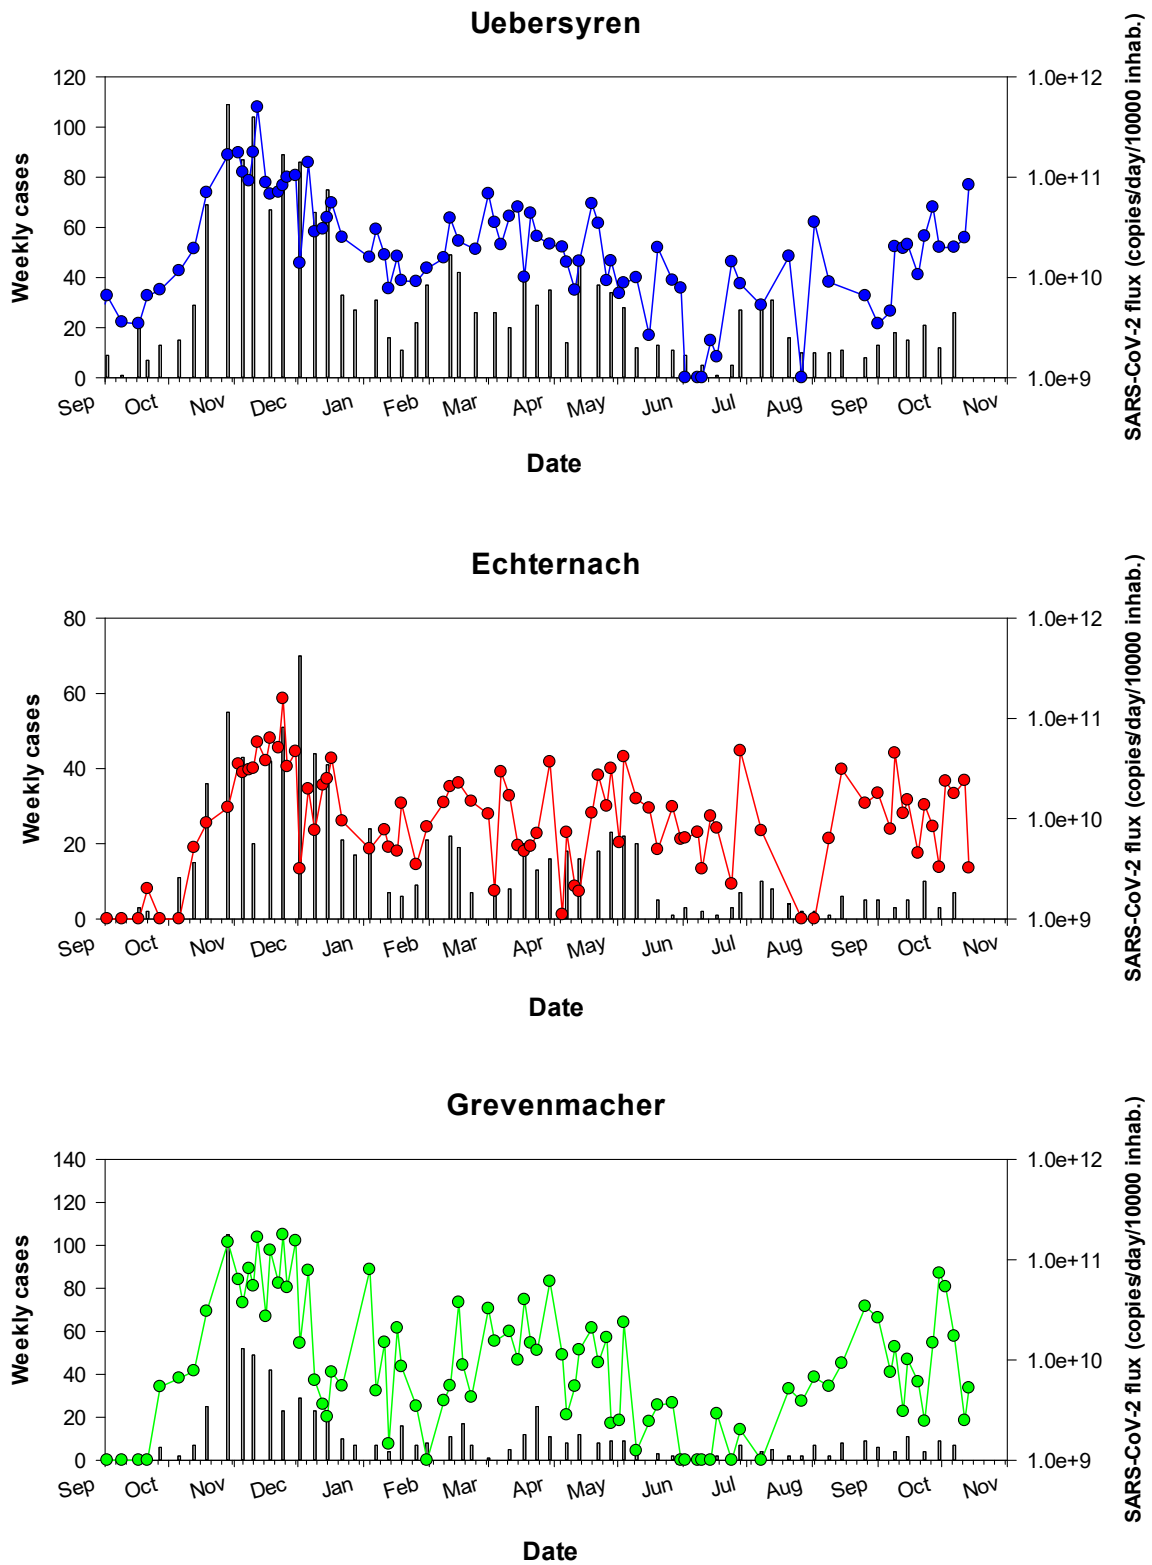 Uebersyren
120
100
80
60
40
20
0
Weekly cases
1.0e+12
1.0e+11
1.0e+10
1.0e+9
SARS-CoV-2 flux (copies/day/10000 inhab.)
Sep Oct Nov Dec Jan Feb Mar Apr May Jun Jul Aug Sep Oct Nov
Date
Echternach
80
60
40
20
0
Weekly cases
1.0e+12
1.0e+11
1.0e+10
1.0e+9
SARS-CoV-2 flux (copies/day/10000 inhab.)
Sep Oct Nov Dec Jan Feb Mar Apr May Jun Jul Aug Sep Oct Nov
Date
Grevenmacher
140
120
100
80
60
40
20
0
Weekly cases
1.0e+12
1.0e+11
1.0e+10
1.0e+9
SARS-CoV-2 flux (copies/day/10000 inhab.)
Sep Oct Nov Dec Jan Feb Mar Apr May Jun Jul Aug Sep Oct Nov
Date